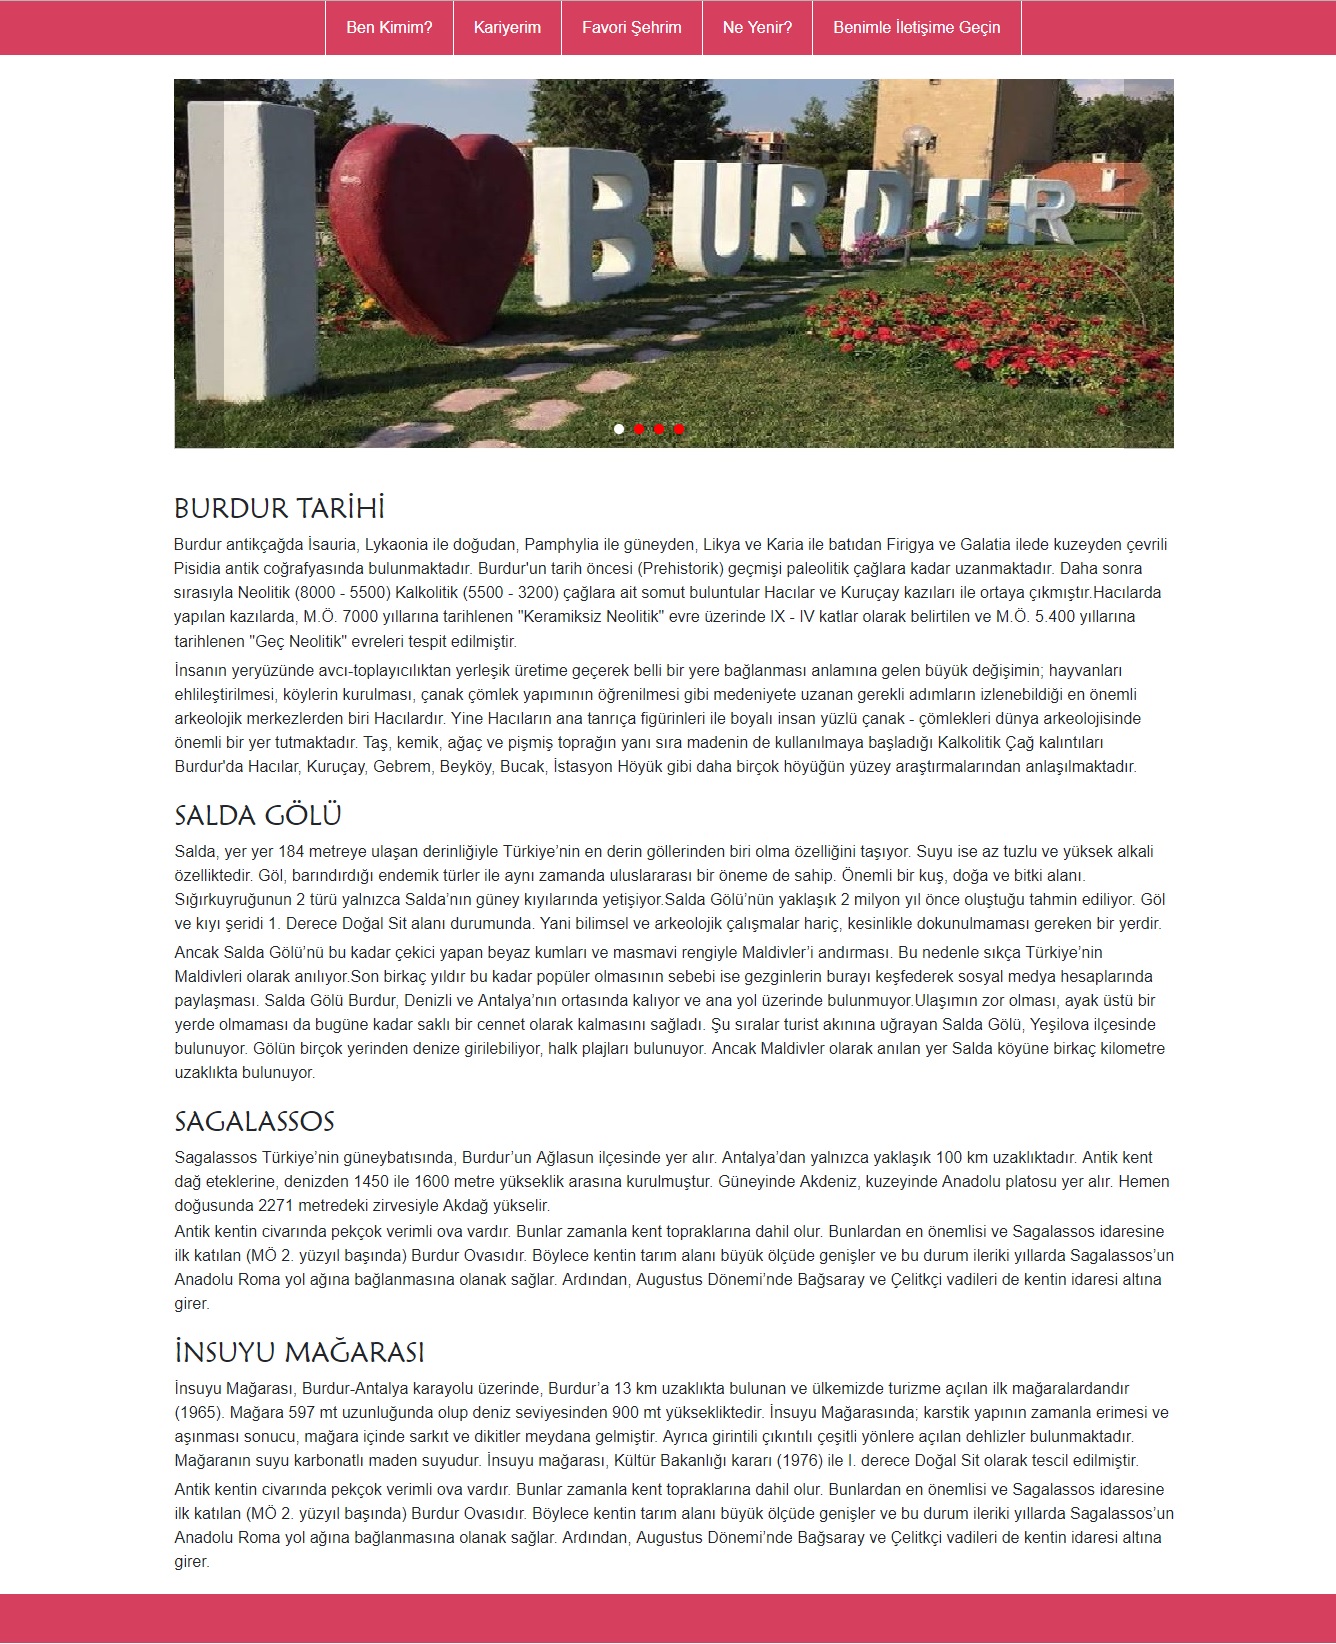 Ben Kimim? Kariyerim Favori Şehrim Ne Yenir? Benimle İletişime Geçin
I BURDUR
BURDUR TARİHİ
Burdur antikçağda İsauria, Lykaonia ile doğudan, Pamphylia ile güneyden, Likya ve Karia ile batıdan Firigya ve Galatia ilede kuzeyden çevrili
Pisidia antik coğrafyasında bulunmaktadır. Burdur'un tarih öncesi (Prehistorik) geçmişi paleolitik çağlara kadar uzanmaktadır. Daha sonra
sırasıyla Neolitik (8000 - 5500) Kalkolitik (5500 - 3200) çağlara ait somut buluntular Hacılar ve Kuruçay kazıları ile ortaya çıkmıştır.Hacılarda
yapılan kazılarda, M.Ö. 7000 yıllarına tarihlenen "Keramiksiz Neolitik" evre üzerinde IX - IV katlar olarak belirtilen ve M.Ö. 5.400 yıllarına
tarihlenen "Geç Neolitik" evreleri tespit edilmiştir.
İnsanın yeryüzünde avcı-toplayıcılıktan yerleşik üretime geçerek belli bir yere bağlanması anlamına gelen büyük değişimin; hayvanları
ehlileştirilmesi, köylerin kurulması, çanak çömlek yapımının öğrenilmesi gibi medeniyete uzanan gerekli adımların izlenebildiği en önemli
arkeolojik merkezlerden biri Hacılardır. Yine Hacıların ana tanrıça figürinleri ile boyalı insan yüzlü çanak - çömlekleri dünya arkeolojisinde
önemli bir yer tutmaktadır. Taş, kemik, ağaç ve pişmiş toprağın yanı sıra madenin de kullanılmaya başladığı Kalkolitik Çağ kalıntıları
Burdur'da Hacılar, Kuruçay, Gebrem, Beyköy, Bucak, İstasyon Höyük gibi daha birçok höyüğün yüzey araştırmalarından anlaşılmaktadır.
SALDA GÖLÜ
Salda, yer yer 184 metreye ulaşan derinliğiyle Türkiye’nin en derin göllerinden biri olma özelliğini taşıyor. Suyu ise az tuzlu ve yüksek alkali
özelliktedir. Göl, barındırdığı endemik türler ile aynı zamanda uluslararası bir öneme de sahip. Önemli bir kuş, doğa ve bitki alanı.
Sığırkuyruğunun 2 türü yalnızca Salda’nın güney kıyılarında yetişiyor.Salda Gölü’nün yaklaşık 2 milyon yıl önce oluştuğu tahmin ediliyor. Göl
ve kıyı şeridi 1. Derece Doğal Sit alanı durumunda. Yani bilimsel ve arkeolojik çalışmalar hariç, kesinlikle dokunulmaması gereken bir yerdir.
Ancak Salda Gölü’nü bu kadar çekici yapan beyaz kumları ve masmavi rengiyle Maldivler’i andırması. Bu nedenle sıkça Türkiye’nin
Maldivleri olarak anılıyor.Son birkaç yıldır bu kadar popüler olmasının sebebi ise gezginlerin burayı keşfederek sosyal medya hesaplarında
paylaşması. Salda Gölü Burdur, Denizli ve Antalya’nın ortasında kalıyor ve ana yol üzerinde bulunmuyor.Ulaşımın zor olması, ayak üstü bir
yerde olmaması da bugüne kadar saklı bir cennet olarak kalmasını sağladı. Şu sıralar turist akınına uğrayan Salda Gölü, Yeşilova ilçesinde
bulunuyor. Gölün birçok yerinden denize girilebiliyor, halk plajları bulunuyor. Ancak Maldivler olarak anılan yer Salda köyüne birkaç kilometre
uzaklıkta bulunuyor.
SAGALASSOS
Sagalassos Türkiye’nin güneybatısında, Burdur’un Ağlasun ilçesinde yer alır. Antalya’dan yalnızca yaklaşık 100 km uzaklıktadır. Antik kent
dağ eteklerine, denizden 1450 ile 1600 metre yükseklik arasına kurulmuştur. Güneyinde Akdeniz, kuzeyinde Anadolu platosu yer alır. Hemen
doğusunda 2271 metredeki zirvesiyle Akdağ yükselir.
Antik kentin civarında pekçok verimli ova vardır. Bunlar zamanla kent topraklarına dahil olur. Bunlardan en önemlisi ve Sagalassos idaresine
ilk katılan (MÖ 2. yüzyıl başında) Burdur Ovasıdır. Böylece kentin tarım alanı büyük ölçüde genişler ve bu durum ileriki yıllarda Sagalassos’un
Anadolu Roma yol ağına bağlanmasına olanak sağlar. Ardından, Augustus Dönemi’nde Bağsaray ve Çelitkçi vadileri de kentin idaresi altına
girer.
İNSUYU MAĞARASI
İnsuyu Mağarası, Burdur-Antalya karayolu üzerinde, Burdur’a 13 km uzaklıkta bulunan ve ülkemizde turizme açılan ilk mağaralardandır
(1965). Mağara 597 mt uzunluğunda olup deniz seviyesinden 900 mt yüksekliktedir. İnsuyu Mağarasında; karstik yapının zamanla erimesi ve
aşınması sonucu, mağara içinde sarkıt ve dikitler meydana gelmiştir. Ayrıca girintili çıkıntılı çeşitli yönlere açılan dehlizler bulunmaktadır.
Mağaranın suyu karbonatlı maden suyudur. İnsuyu mağarası, Kültür Bakanlığı kararı (1976) ile I. derece Doğal Sit olarak tescil edilmiştir.
Antik kentin civarında pekçok verimli ova vardır. Bunlar zamanla kent topraklarına dahil olur. Bunlardan en önemlisi ve Sagalassos idaresine
ilk katılan (MÖ 2. yüzyıl başında) Burdur Ovasıdır. Böylece kentin tarım alanı büyük ölçüde genişler ve bu durum ileriki yıllarda Sagalassos’un
Anadolu Roma yol ağına bağlanmasına olanak sağlar. Ardından, Augustus Dönemi’nde Bağsaray ve Çelitkçi vadileri de kentin idaresi altına
girer.